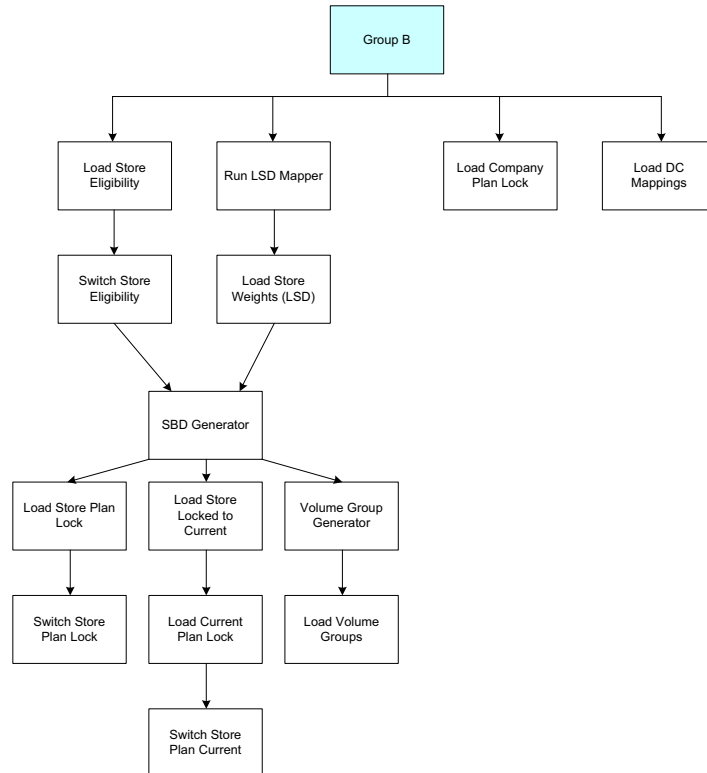 Group B
Load Store
Eligibility
Run LSD Mapper
Load Company
Plan Lock
Load DC
Mappings
Switch Store
Eligibility
Load Store
Weights (LSD)
SBD Generator
Load Store Plan
Lock
Load Store
Locked to
Current
Volume Group
Generator
Switch Store
Plan Lock
Load Current
Plan Lock
Load Volume
Groups
Switch Store
Plan Current